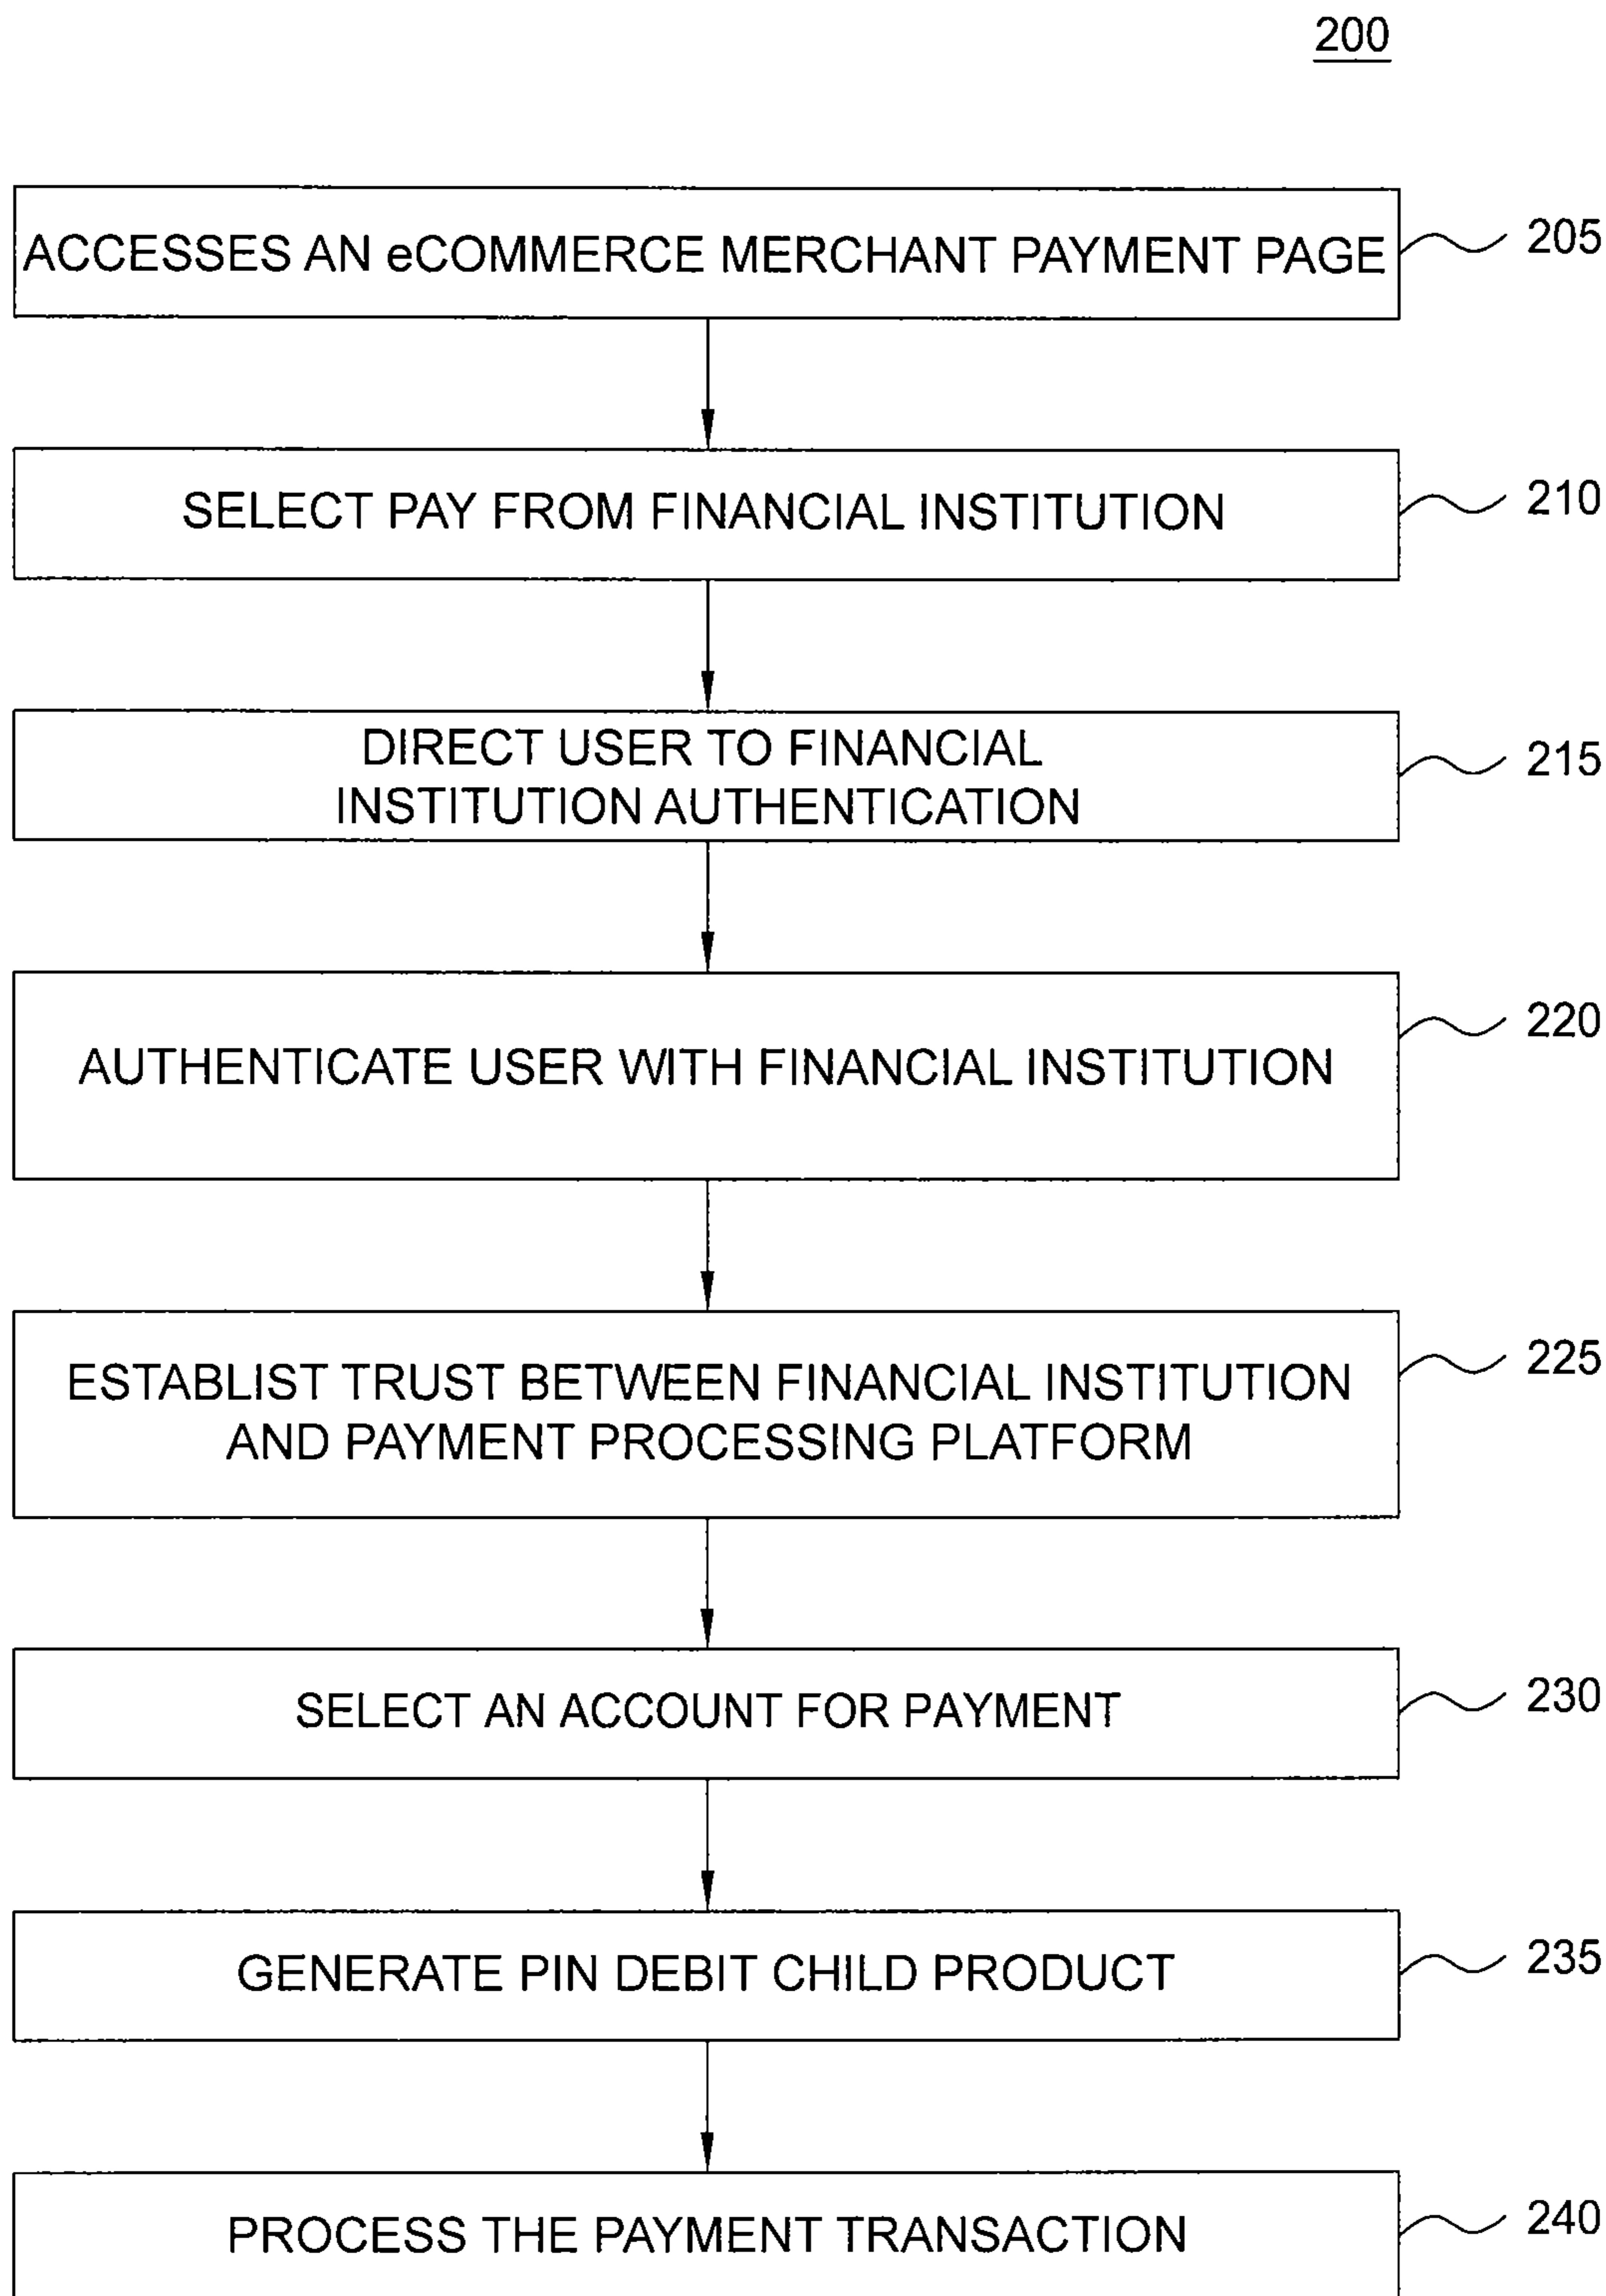 200
ACCESSES AN eCOMMERCE MERCHANT PAYMENT PAGE
205
SELECT PAY FROM FINANCIAL INSTITUTION
210
DIRECT USER TO FINANCIAL
INSTITUTION AUTHENTICATION
215
AUTHENTICATE USER WITH FINANCIAL INSTITUTION
220
ESTABLIST TRUST BETWEEN FINANCIAL INSTITUTION
AND PAYMENT PROCESSING PLATFORM
225
SELECT AN ACCOUNT FOR PAYMENT
230
GENERATE PIN DEBIT CHILD PRODUCT
235
PROCESS THE PAYMENT TRANSACTION
240